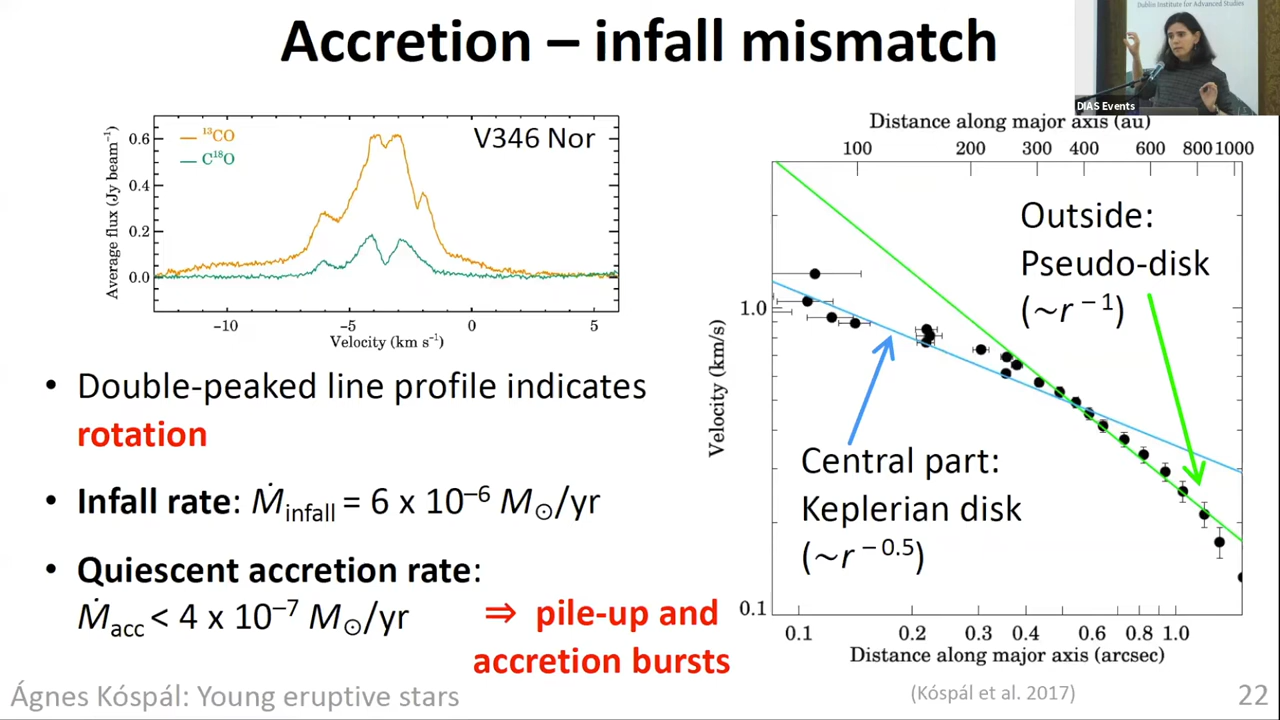 Accretion – infall mismatch
Dublin Institute for Advanced Studies
DIAS Events
¹³CO
C¹⁸O
V346 Nor
Average flux (Jy beam⁻¹)
0.6
0.4
0.2
0.0
−10
−5
0
5
Velocity (km s⁻¹)
• Double-peaked line profile indicates
rotation
• Infall rate: Ṁinfall = 6 x 10⁻⁶ M⊙/yr
• Quiescent accretion rate:
Ṁacc < 4 x 10⁻⁷ M⊙/yr
⇒ pile-up and
accretion bursts
Distance along major axis (au)
100
200
300
400
600
800
1000
Outside:
Pseudo-disk
(~r⁻¹)
Central part:
Keplerian disk
(~r⁻⁰·⁵)
Velocity (km/s)
1.0
0.1
0.1
0.2
0.3
0.4
0.6
0.8
1.0
Distance along major axis (arcsec)
Ágnes Kóspál: Young eruptive stars
(Kóspál et al. 2017)
22